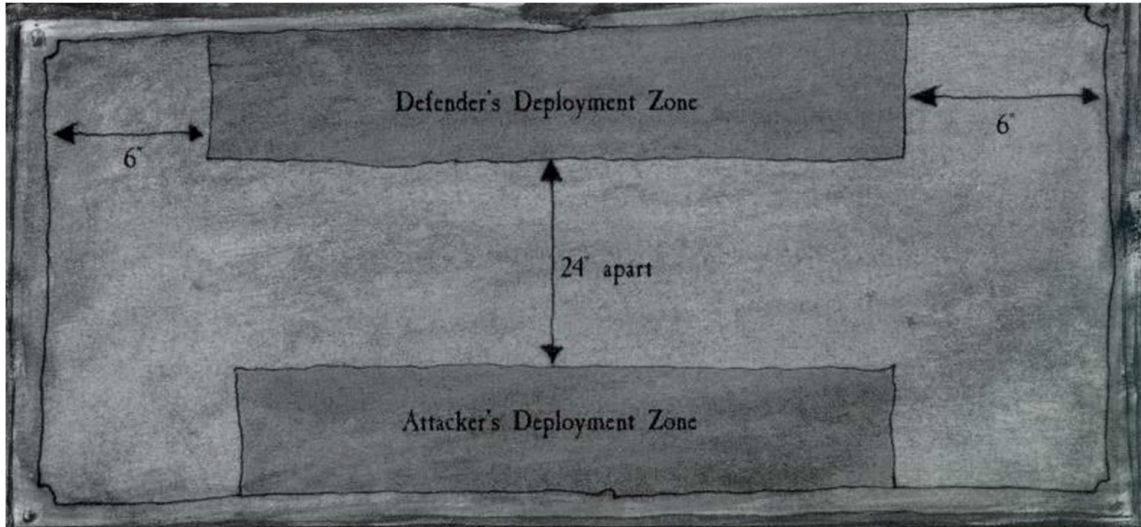 Defender's Deployment Zone
6"
6"
24" apart
Attacker's Deployment Zone